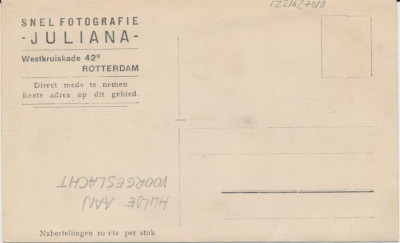 SNEL FOTOGRAFIE
- JULIANA -
Westkruiskade 42ª
ROTTERDAM
Direct mede te nemen
Beste adres op dit gebied.
HULDE AAN
VOORGESLACHT
Nabestellingen 10 cts per stuk